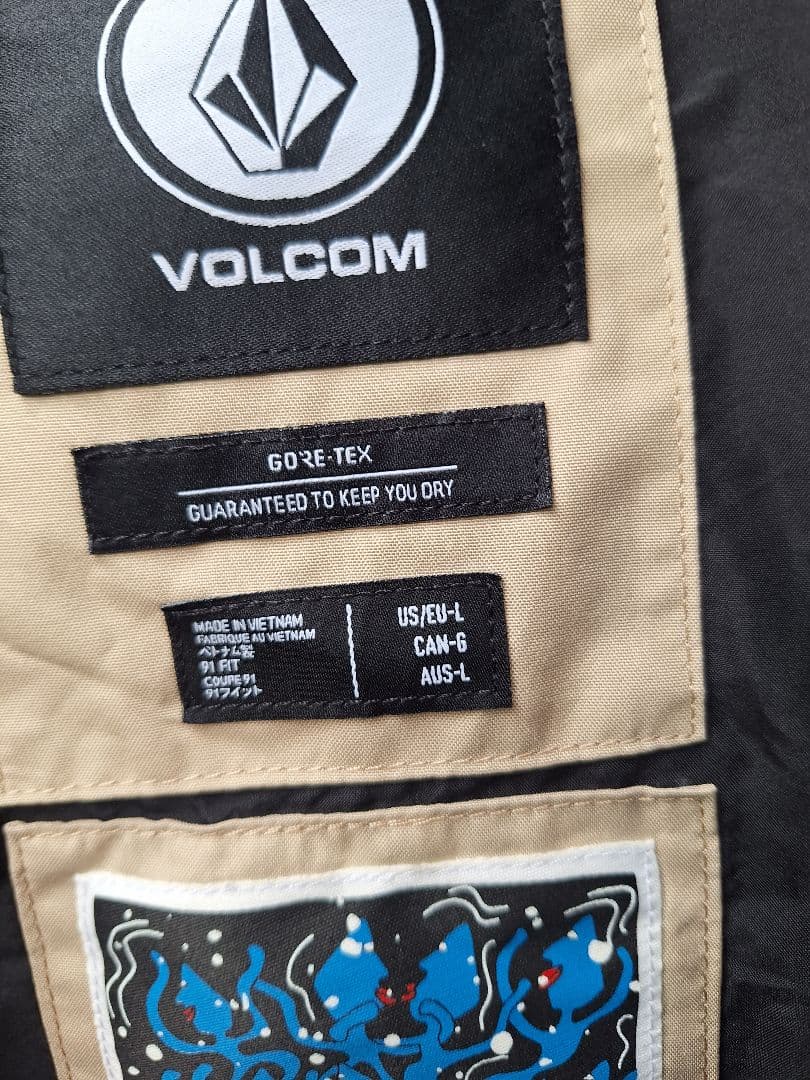 VOLCOM
GORE-TEX
GUARANTEED TO KEEP YOU DRY
MADE IN VIETNAM
FABRIQUE AU VIETNAM
ベトナム製
91 FIT
COUPE 91
91フィット
US/EU-L
CAN-G
AUS-L